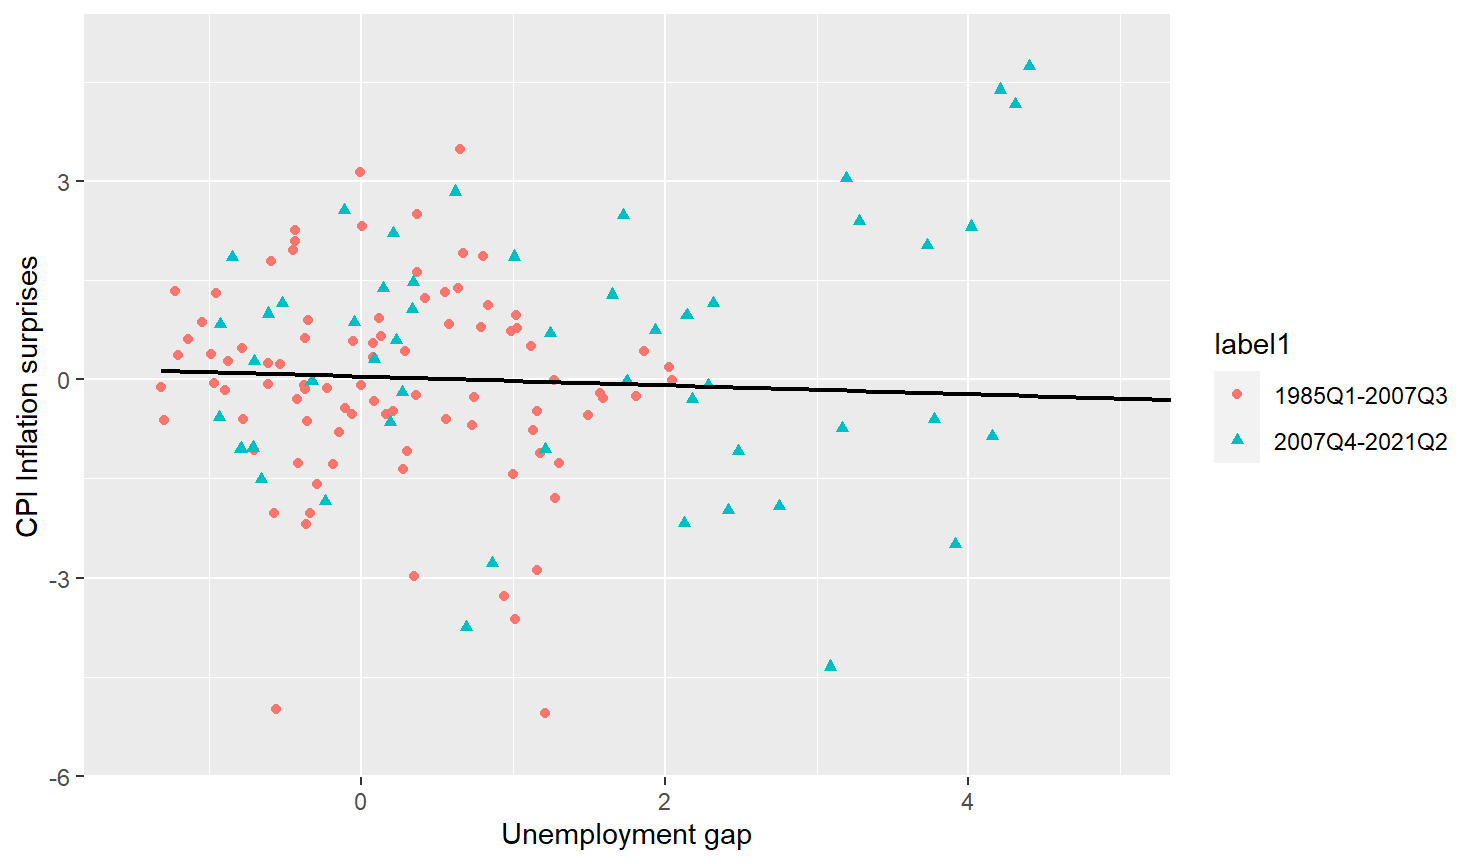 CPI Inflation surprises
3
0
-3
-6
0
2
4
Unemployment gap
label1
1985Q1-2007Q3
2007Q4-2021Q2